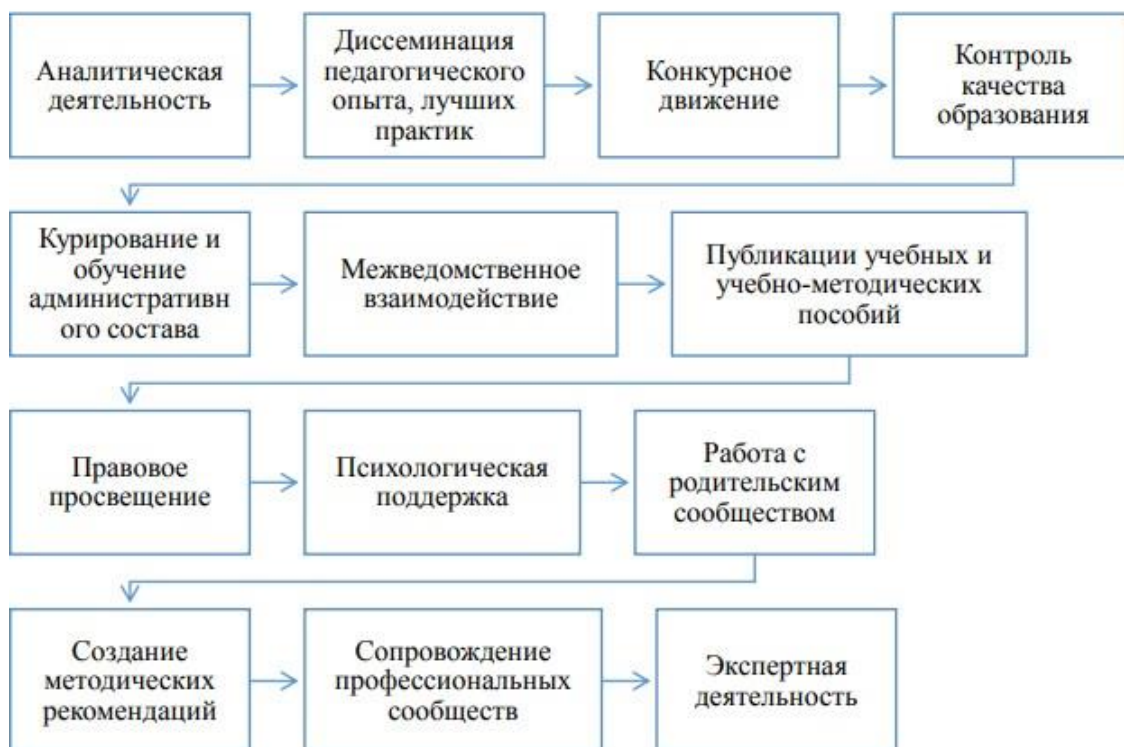 Аналитическая
деятельность
Диссеминация
педагогического
опыта, лучших
практик
Конкурсное
движение
Контроль
качества
образования
Курирование и
обучение
административн
ого состава
Межведомственное
взаимодействие
Публикации учебных и
учебно-методических
пособий
Правовое
просвещение
Психологическая
поддержка
Работа с
родительским
сообществом
Создание
методических
рекомендаций
Сопровождение
профессиональных
сообществ
Экспертная
деятельность